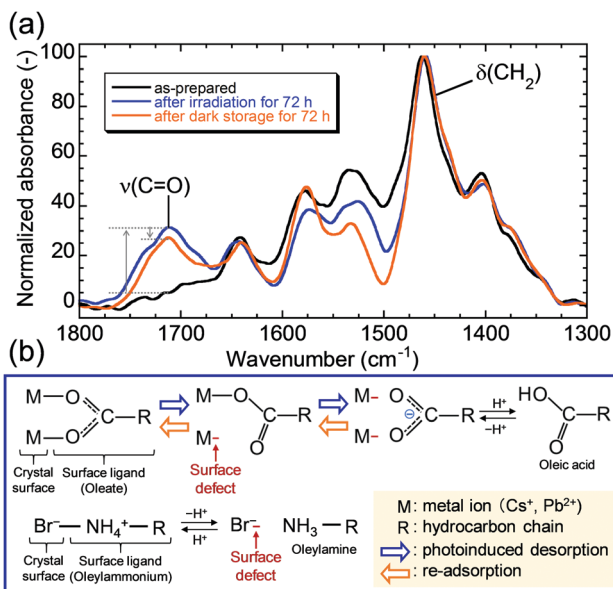 (a)
Normalized absorbance (-)
100
80
60
40
20
0
as-prepared
after irradiation for 72 h
after dark storage for 72 h
δ(CH₂)
ν(C=O)
1800 1700 1600 1500 1400 1300
Wavenumber (cm⁻¹)
(b)
M O C R M O
M O C R O M
M O C R O ⊖
H⁺
−H⁺
HO C R O
Oleic acid
Crystal surface
Surface ligand
(Oleate)
Surface
defect
Br⁻ NH₄⁺ R
−H⁺
H⁺
Br NH₃ R
Oleylamine
Crystal surface
Surface ligand
(Oleylammonium)
Surface
defect
M: metal ion (Cs⁺, Pb²⁺)
R: hydrocarbon chain
: photoinduced desorption
: re-adsorption